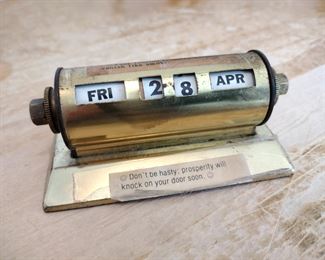 FRI 28 APR
Don't be hasty; prosperity will
knock on your door soon.